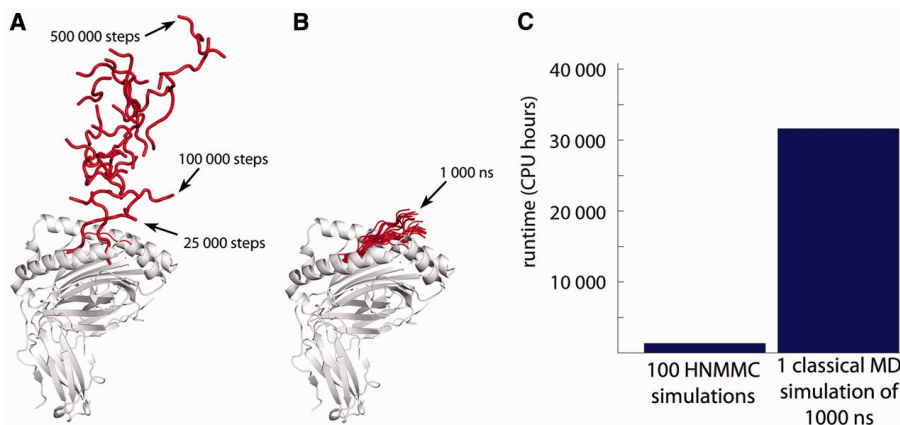 A
500 000 steps
100 000 steps
25 000 steps
B
1 000 ns
C
runtime (CPU hours)
40 000
30 000
20 000
10 000
100 HNMMC
simulations
1 classical MD
simulation of
1000 ns